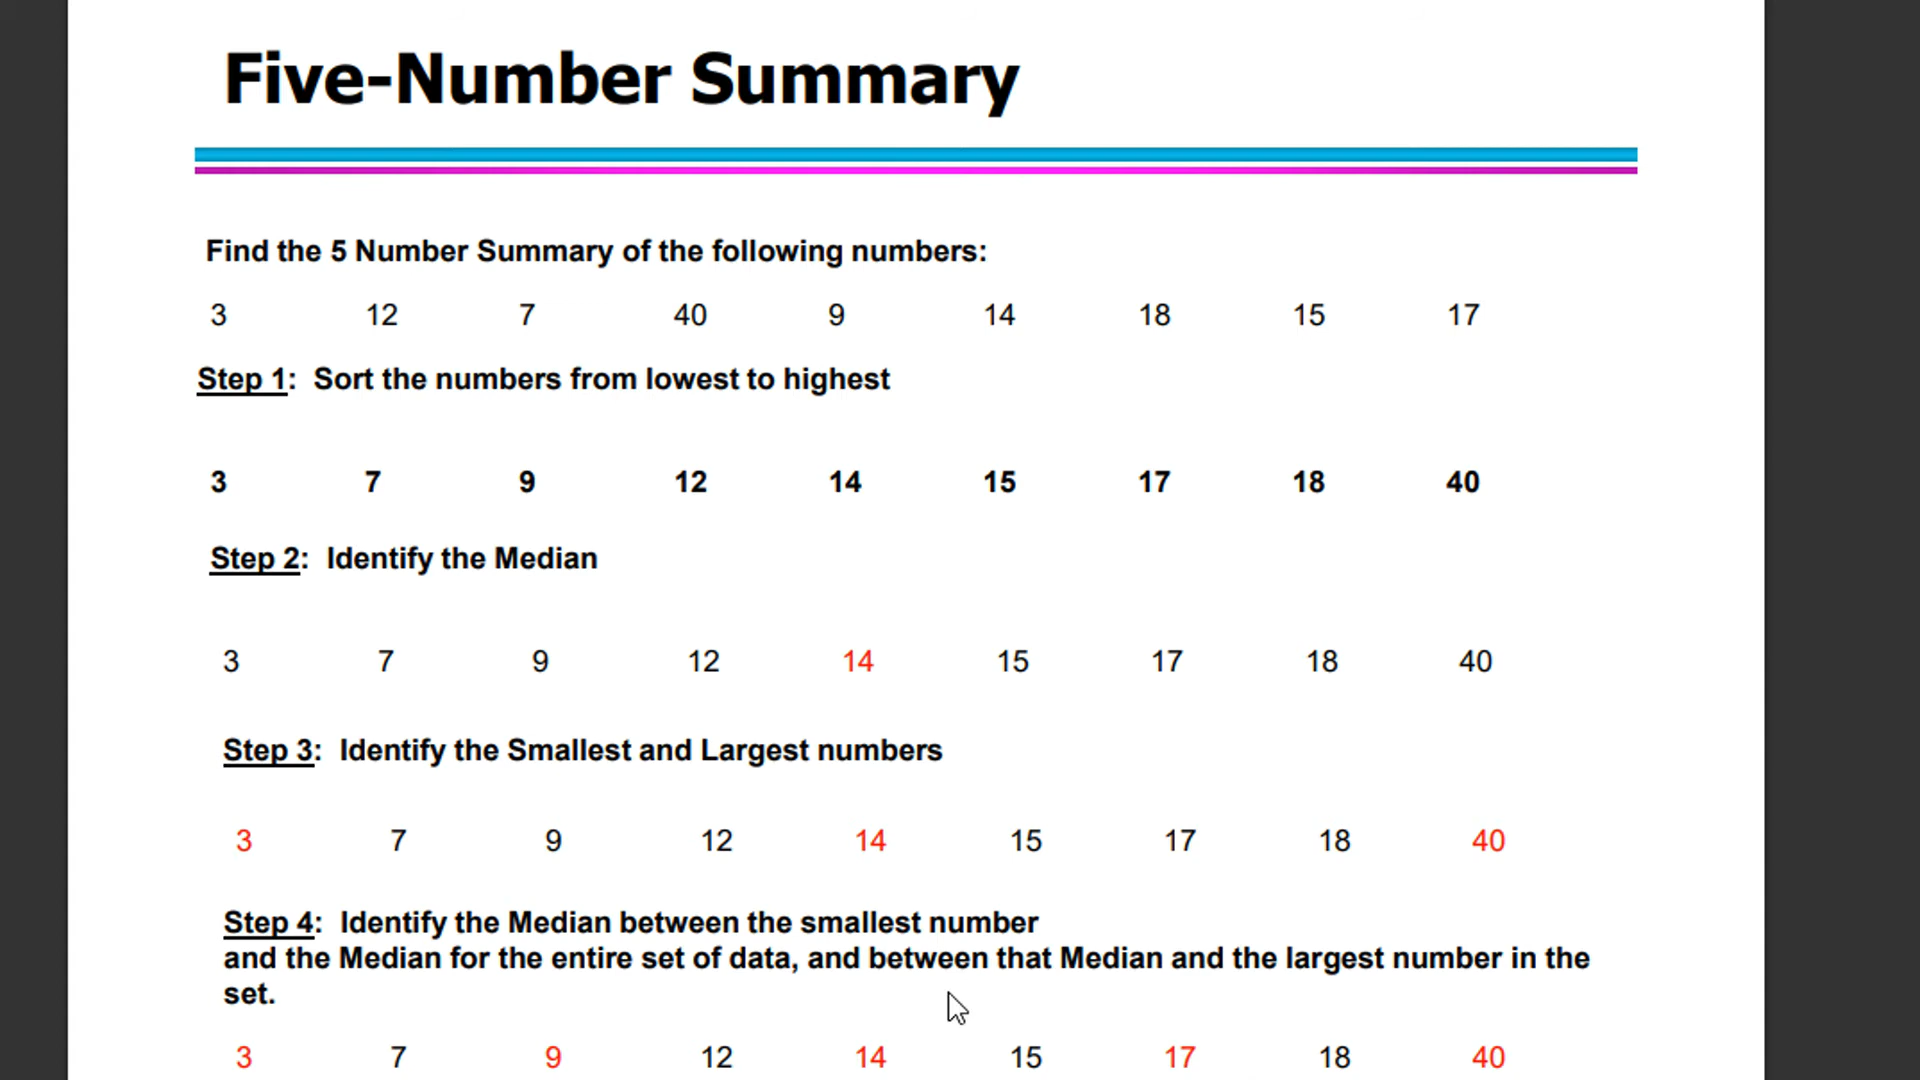 Five-Number Summary
Find the 5 Number Summary of the following numbers:
3 12 7 40 9 14 18 15 17
Step 1: Sort the numbers from lowest to highest
3 7 9 12 14 15 17 18 40
Step 2: Identify the Median
3 7 9 12 14 15 17 18 40
Step 3: Identify the Smallest and Largest numbers
3 7 9 12 14 15 17 18 40
Step 4: Identify the Median between the smallest number
and the Median for the entire set of data, and between that Median and the largest number in the
set.
3 7 9 12 14 15 17 18 40